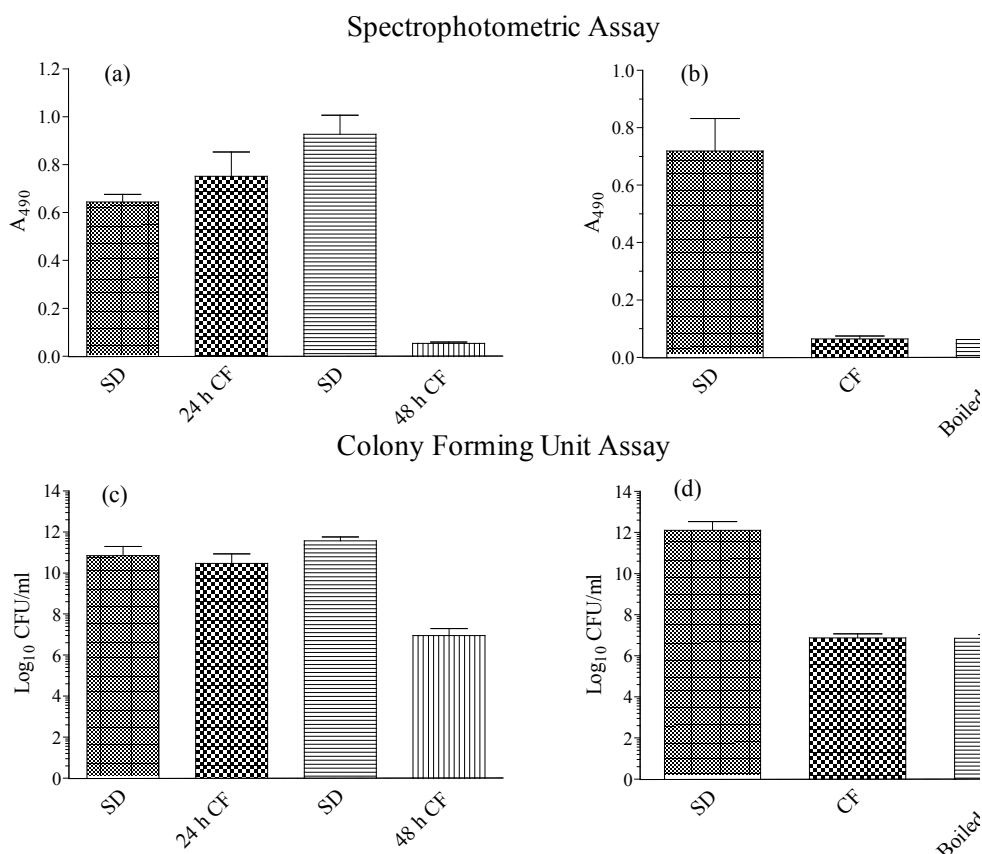 Spectrophotometric Assay
(a)
A490
1.2
1.0
0.8
0.6
0.4
0.2
0.0
SD
24 h CF
SD
48 h CF
(b)
A490
1.0
0.8
0.6
0.4
0.2
0.0
SD
CF
Boiled
Colony Forming Unit Assay
(c)
Log10 CFU/ml
14
12
10
8
6
4
2
0
SD
24 h CF
SD
48 h CF
(d)
Log10 CFU/ml
14
12
10
8
6
4
2
0
SD
CF
Boiled